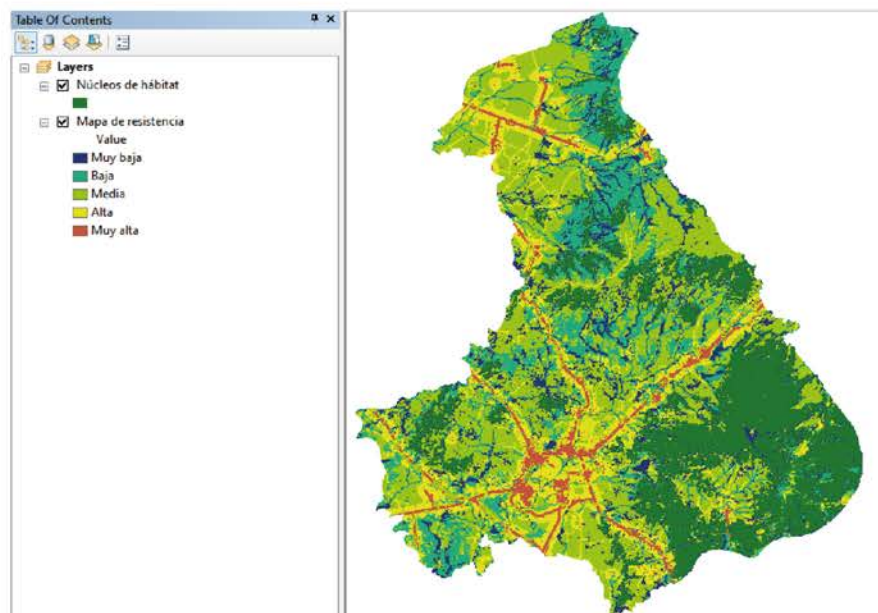 Table Of Contents
Layers
Núcleos de hábitat
Mapa de resistencia
Value
Muy baja
Baja
Media
Alta
Muy alta